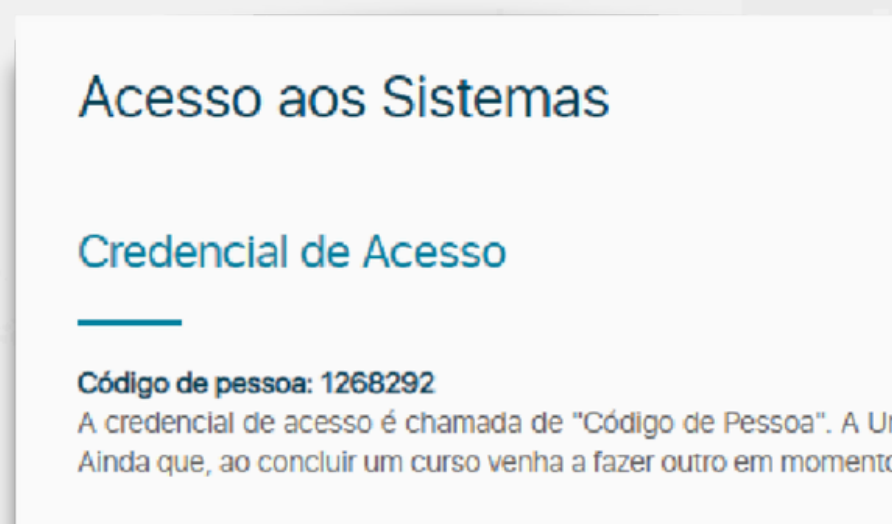 Acesso aos Sistemas
Credencial de Acesso
Código de pessoa: 1268292
A credencial de acesso é chamada de "Código de Pessoa". A
Ainda que, ao concluir um curso venha a fazer outro em momento